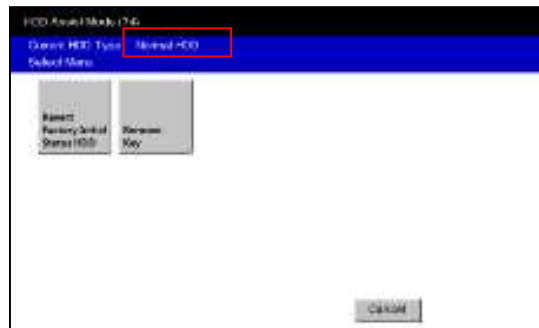 HDD Assist Mode (74)
Current HDD Type Normal HDD
Select Menu
Revert
Factory Initial
Status HDD
Remove
Key
Cancel